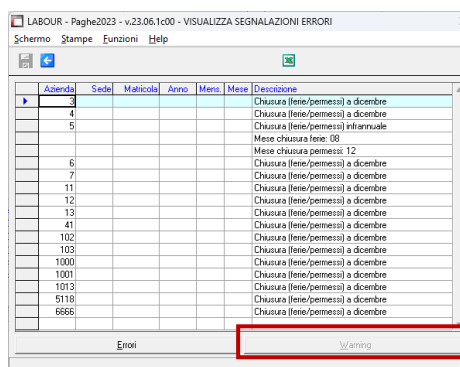 LABOUR - Paghe2023 - v.23.06.1c00 - VISUALIZZA SEGNALAZIONI ERRORI
Schermo Stampe Funzioni Help
Azienda Sede Matricola Anno Mens. Mese Descrizione
3 Chiusura (ferie/permessi) a dicembre
4 Chiusura (ferie/permessi) a dicembre
5 Chiusura (ferie/permessi) infrannuale
Mese chiusura ferie: 08
Mese chiusura permessi: 12
6 Chiusura (ferie/permessi) a dicembre
7 Chiusura (ferie/permessi) a dicembre
11 Chiusura (ferie/permessi) a dicembre
12 Chiusura (ferie/permessi) a dicembre
13 Chiusura (ferie/permessi) a dicembre
41 Chiusura (ferie/permessi) a dicembre
102 Chiusura (ferie/permessi) a dicembre
103 Chiusura (ferie/permessi) a dicembre
1000 Chiusura (ferie/permessi) a dicembre
1001 Chiusura (ferie/permessi) a dicembre
1013 Chiusura (ferie/permessi) a dicembre
5118 Chiusura (ferie/permessi) a dicembre
6666 Chiusura (ferie/permessi) a dicembre
Errori Warning